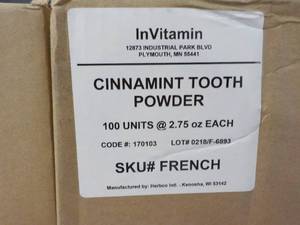 InVitamin
12873 INDUSTRIAL PARK BLVD
PLYMOUTH, MN 55441
CINNAMINT TOOTH
POWDER
100 UNITS @ 2.75 oz EACH
CODE #: 170103 LOT# 0218/F-6893
SKU# FRENCH
Manufactured by: Herbco Intl. - Kenosha, WI 53142